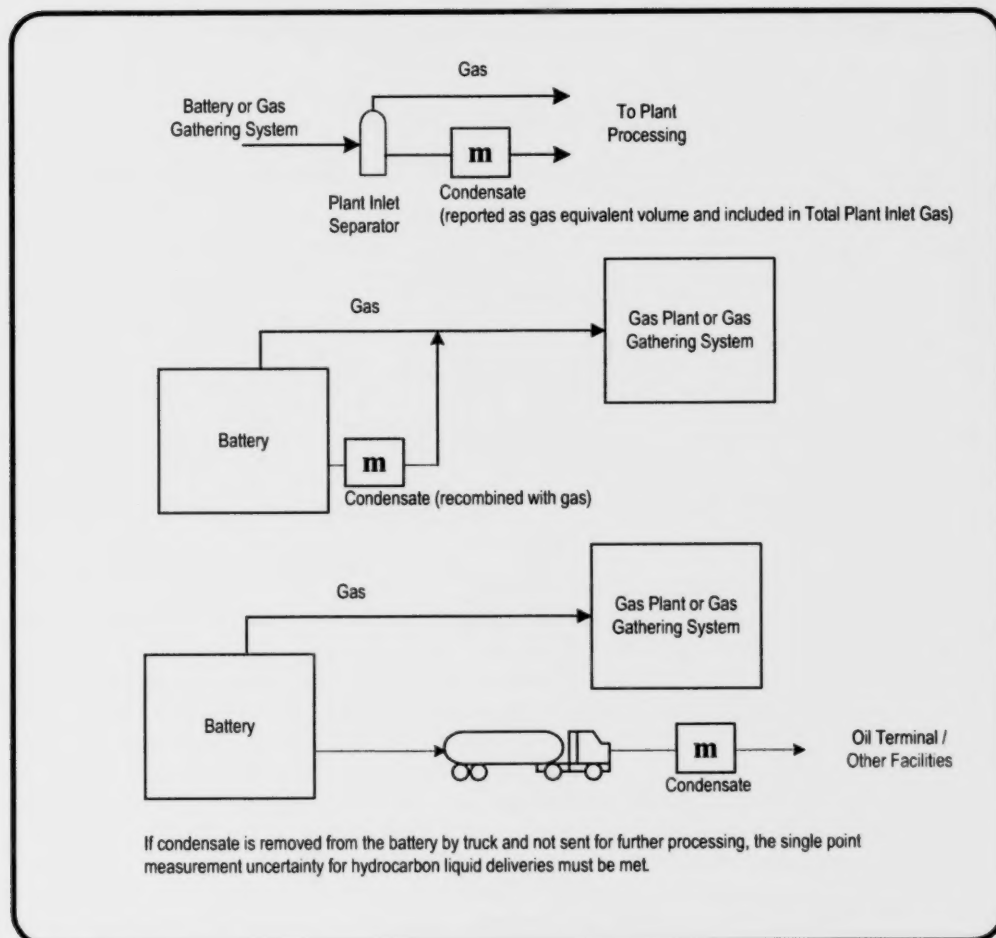 Gas
Battery or Gas
Gathering System
To Plant
Processing
m
Plant Inlet
Separator
Condensate
(reported as gas equivalent volume and included in Total Plant Inlet Gas)
Gas
Gas Plant or Gas
Gathering System
Battery
m
Condensate (recombined with gas)
Gas
Gas Plant or Gas
Gathering System
Battery
m
Condensate
Oil Terminal /
Other Facilities
If condensate is removed from the battery by truck and not sent for further processing, the single point
measurement uncertainty for hydrocarbon liquid deliveries must be met.